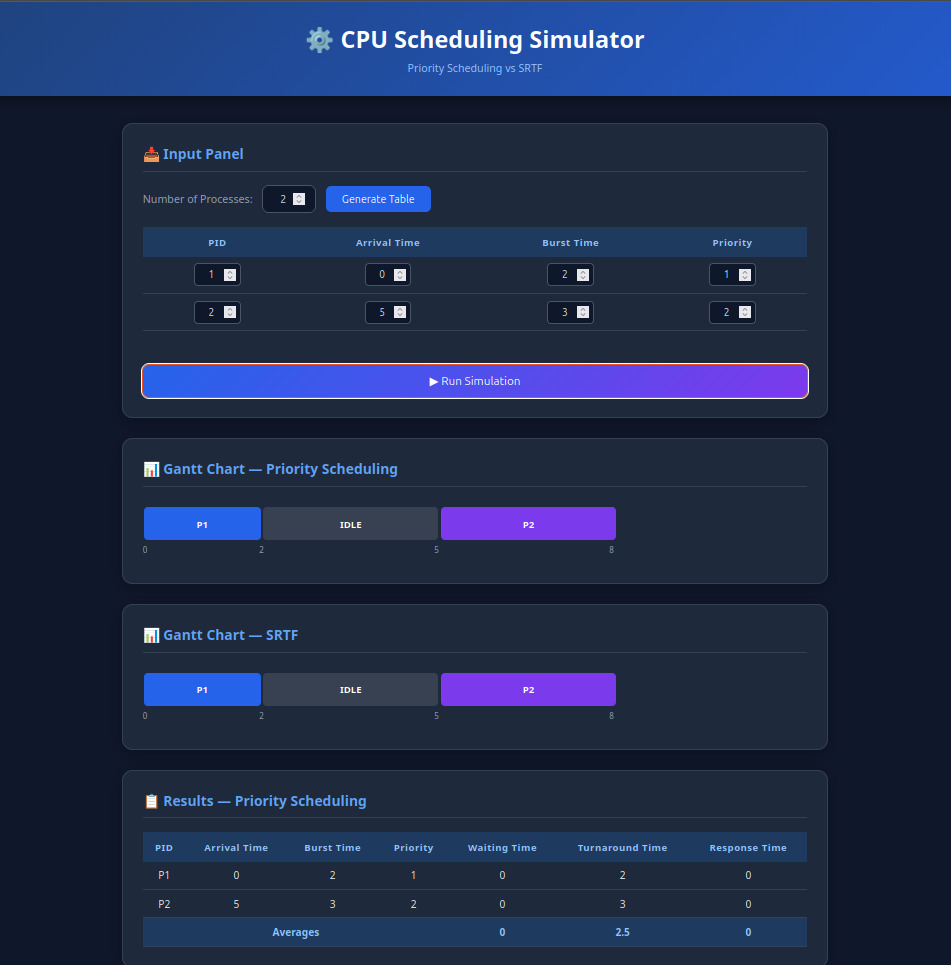 ⚙️ CPU Scheduling Simulator
Priority Scheduling vs SRTF
📥 Input Panel
Number of Processes: 2 Generate Table
PID Arrival Time Burst Time Priority
1 0 2 1
2 5 3 2
▶ Run Simulation
📊 Gantt Chart — Priority Scheduling
P1 IDLE P2
0 2 5 8
📊 Gantt Chart — SRTF
P1 IDLE P2
0 2 5 8
📋 Results — Priority Scheduling
PID Arrival Time Burst Time Priority Waiting Time Turnaround Time Response Time
P1 0 2 1 0 2 0
P2 5 3 2 0 3 0
Averages 0 2.5 0